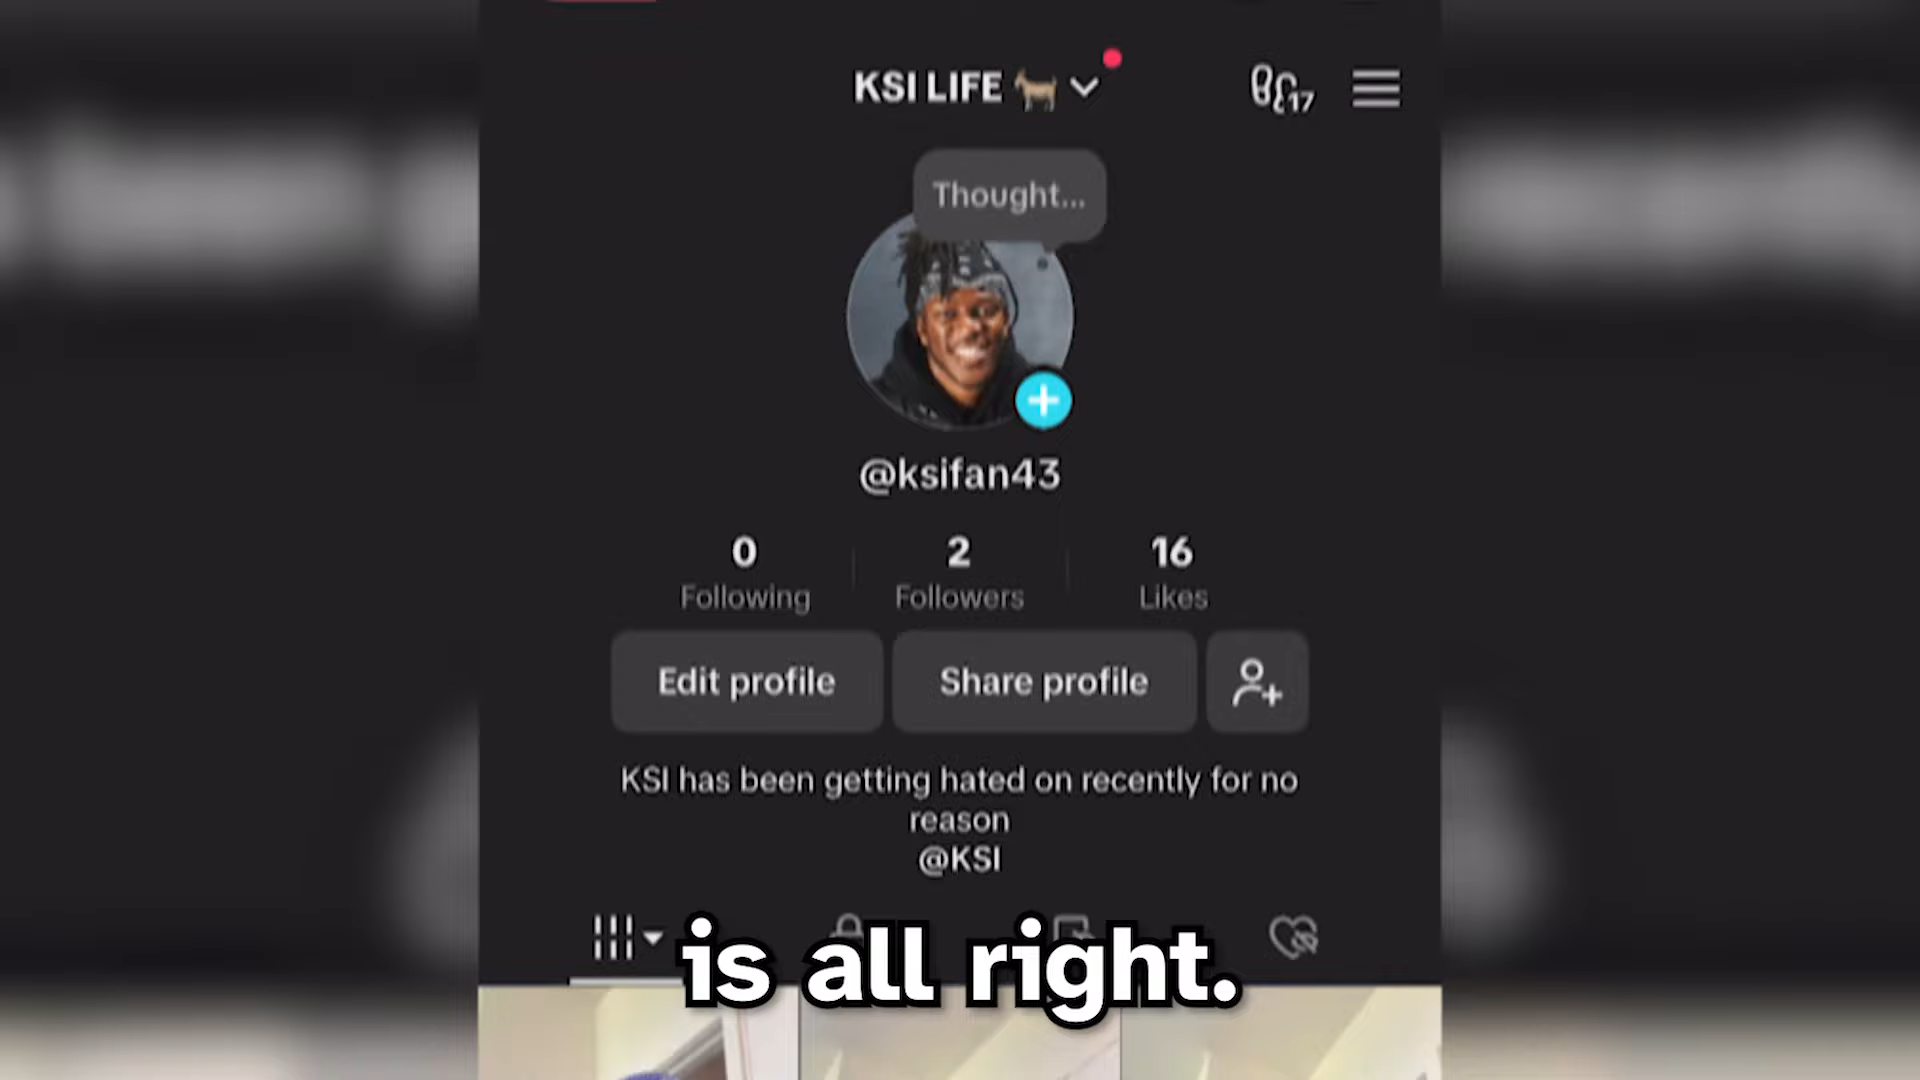 KSI LIFE 🐐
17
Thought...
@ksifan43
0 2 16
Following Followers Likes
Edit profile Share profile
KSI has been getting hated on recently for no
reason
@KSI
is all right.